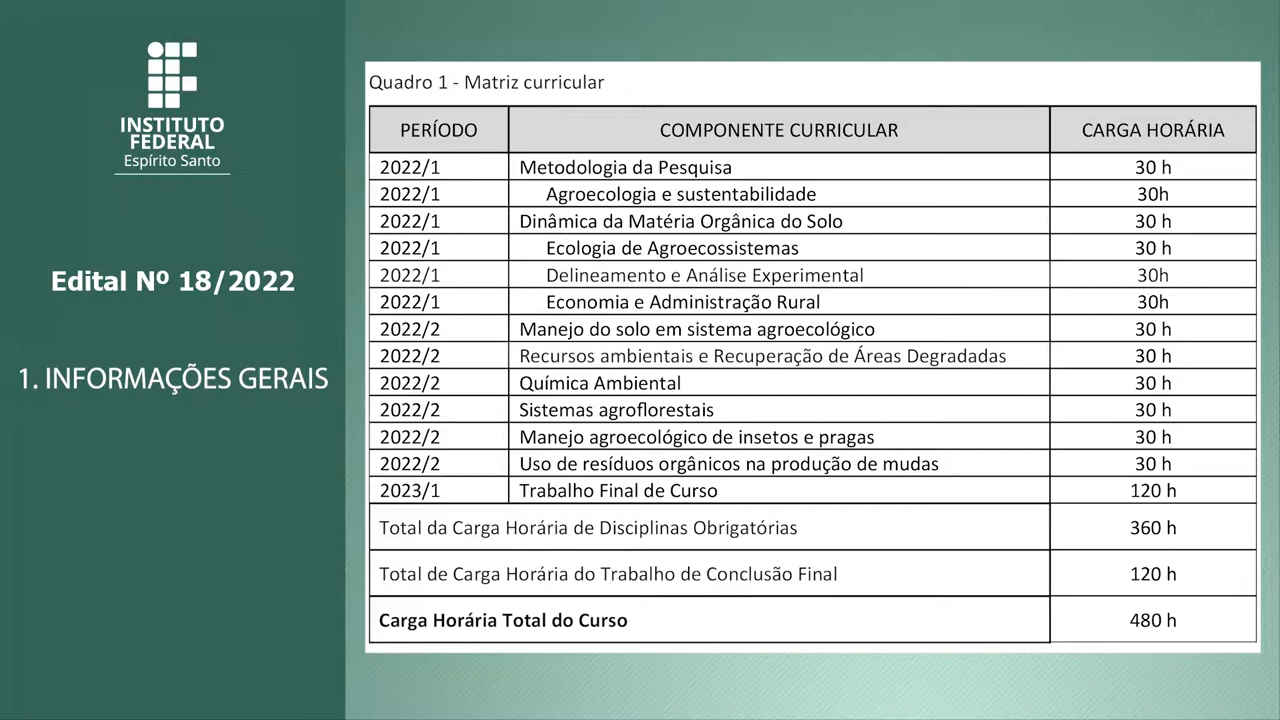 INSTITUTO
FEDERAL
Espírito Santo
Edital Nº 18/2022
1. INFORMAÇÕES GERAIS
Quadro 1 - Matriz curricular
PERÍODO COMPONENTE CURRICULAR CARGA HORÁRIA
2022/1 Metodologia da Pesquisa 30 h
2022/1 Agroecologia e sustentabilidade 30h
2022/1 Dinâmica da Matéria Orgânica do Solo 30 h
2022/1 Ecologia de Agroecossistemas 30 h
2022/1 Delineamento e Análise Experimental 30h
2022/1 Economia e Administração Rural 30h
2022/2 Manejo do solo em sistema agroecológico 30 h
2022/2 Recursos ambientais e Recuperação de Áreas Degradadas 30 h
2022/2 Química Ambiental 30 h
2022/2 Sistemas agroflorestais 30 h
2022/2 Manejo agroecológico de insetos e pragas 30 h
2022/2 Uso de resíduos orgânicos na produção de mudas 30 h
2023/1 Trabalho Final de Curso 120 h
Total da Carga Horária de Disciplinas Obrigatórias 360 h
Total de Carga Horária do Trabalho de Conclusão Final 120 h
Carga Horária Total do Curso 480 h